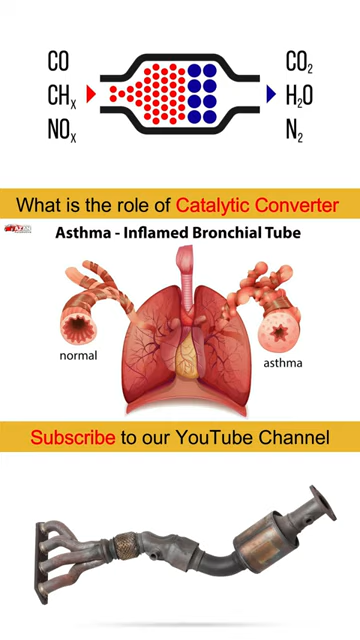 CO
CHx
NOx
CO2
H2O
N2
What is the role of Catalytic Converter
Asthma - Inflamed Bronchial Tube
normal
asthma
Subscribe to our YouTube Channel